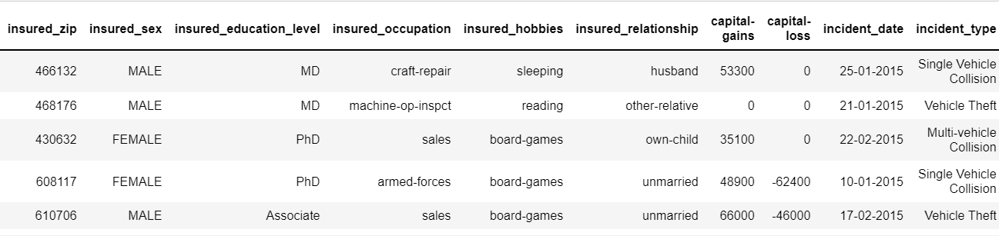 insured_zip insured_sex insured_education_level insured_occupation insured_hobbies insured_relationship capital-gains capital-loss incident_date incident_type
466132 MALE MD craft-repair sleeping husband 53300 0 25-01-2015 Single Vehicle Collision
468176 MALE MD machine-op-inspct reading other-relative 0 0 21-01-2015 Vehicle Theft
430632 FEMALE PhD sales board-games own-child 35100 0 22-02-2015 Multi-vehicle Collision
608117 FEMALE PhD armed-forces board-games unmarried 48900 -62400 10-01-2015 Single Vehicle Collision
610706 MALE Associate sales board-games unmarried 66000 -46000 17-02-2015 Vehicle Theft